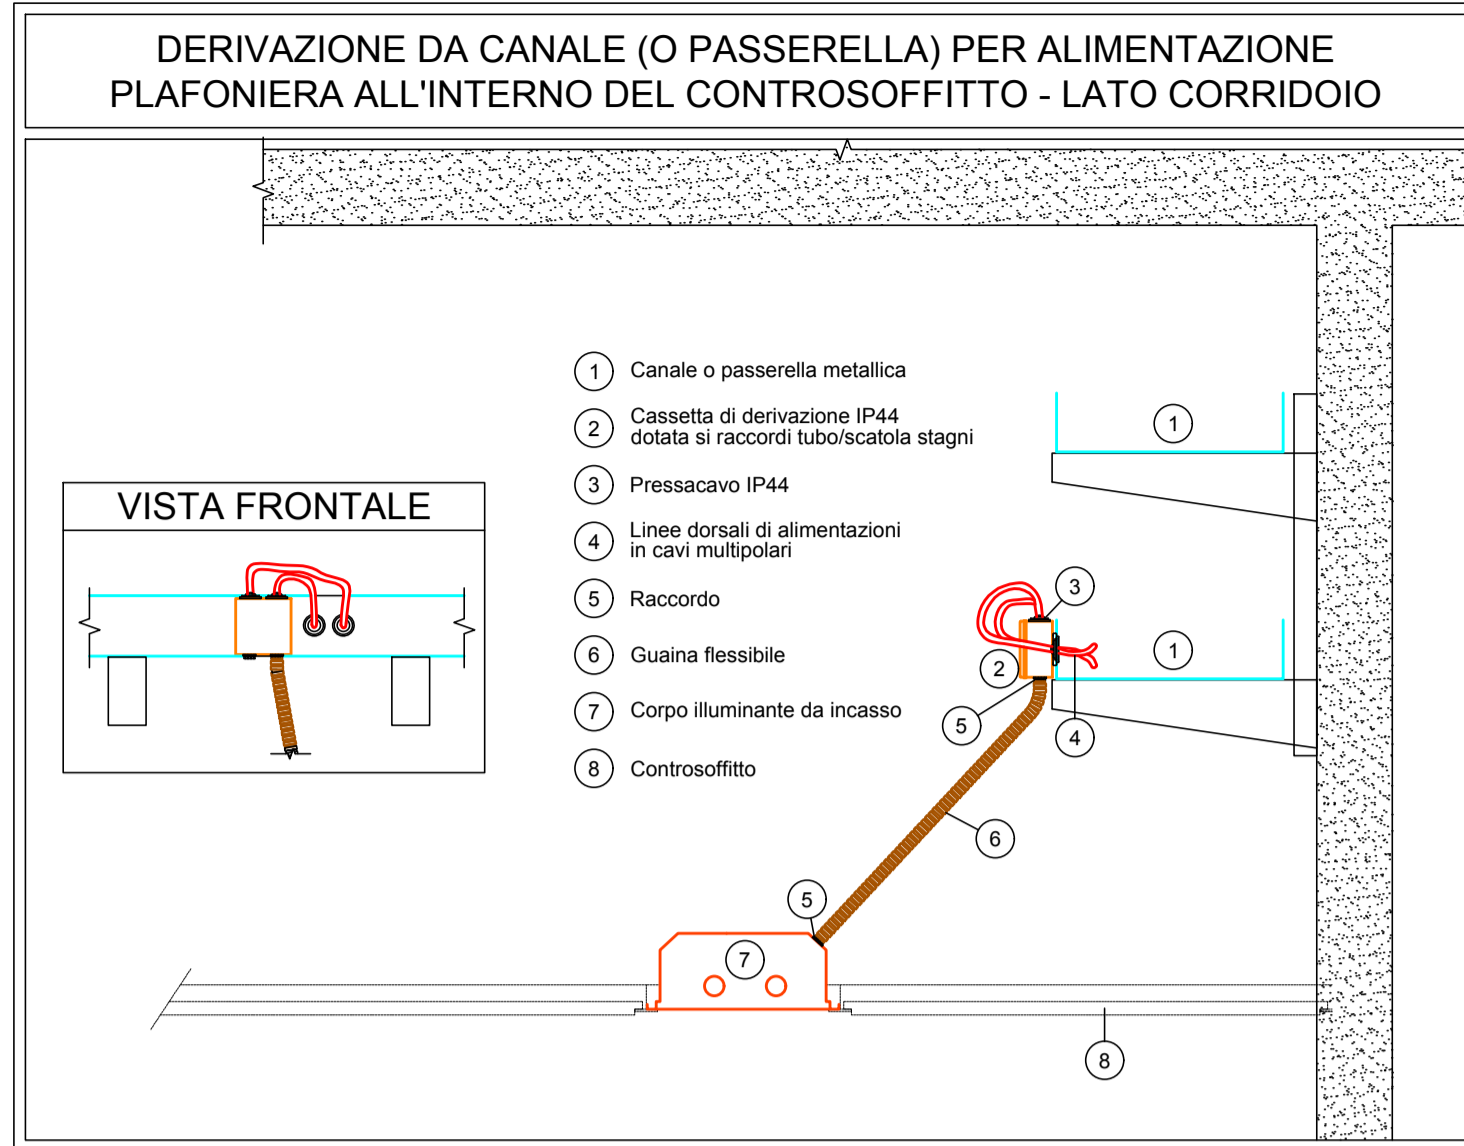 DERIVAZIONE DA CANALE (O PASSERELLA) PER ALIMENTAZIONE
PLAFONIERA ALL'INTERNO DEL CONTROSOFFITTO - LATO CORRIDOIO
1 Canale o passerella metallica
2 Cassetta di derivazione IP44
dotata si raccordi tubo/scatola stagni
3 Pressacavo IP44
4 Linee dorsali di alimentazioni
in cavi multipolari
5 Raccordo
6 Guaina flessibile
7 Corpo illuminante da incasso
8 Controsoffitto
VISTA FRONTALE
1
3
1
2
5
4
6
5
7
8